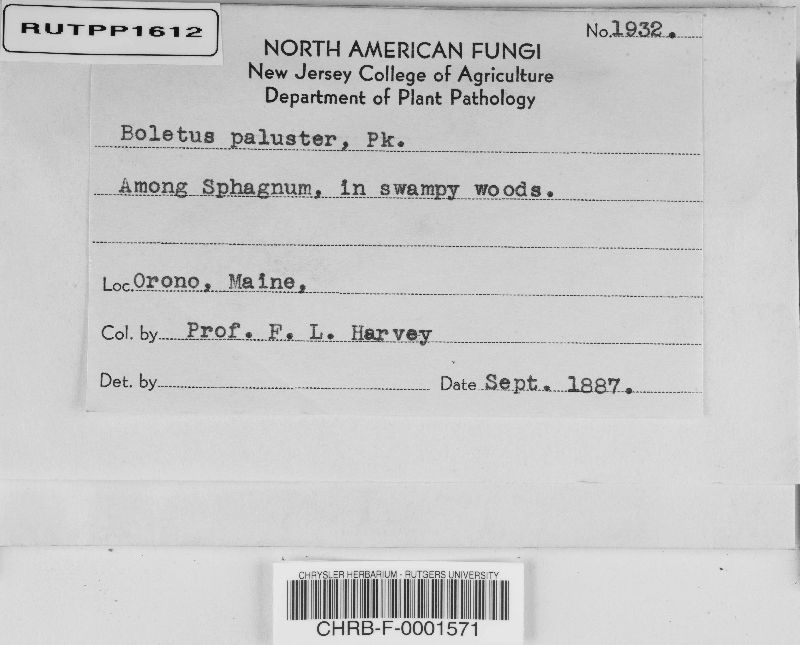 RUTPP1612
No.1932.
NORTH AMERICAN FUNGI
New Jersey College of Agriculture
Department of Plant Pathology
Boletus paluster, Pk.
Among Sphagnum, in swampy woods.
Loc.Orono, Maine,
Col. by Prof. F. L. Harvey
Det. by
Date Sept. 1887.
CHRYSLER HERBARIUM - RUTGERS UNIVERSITY
CHRB-F-0001571